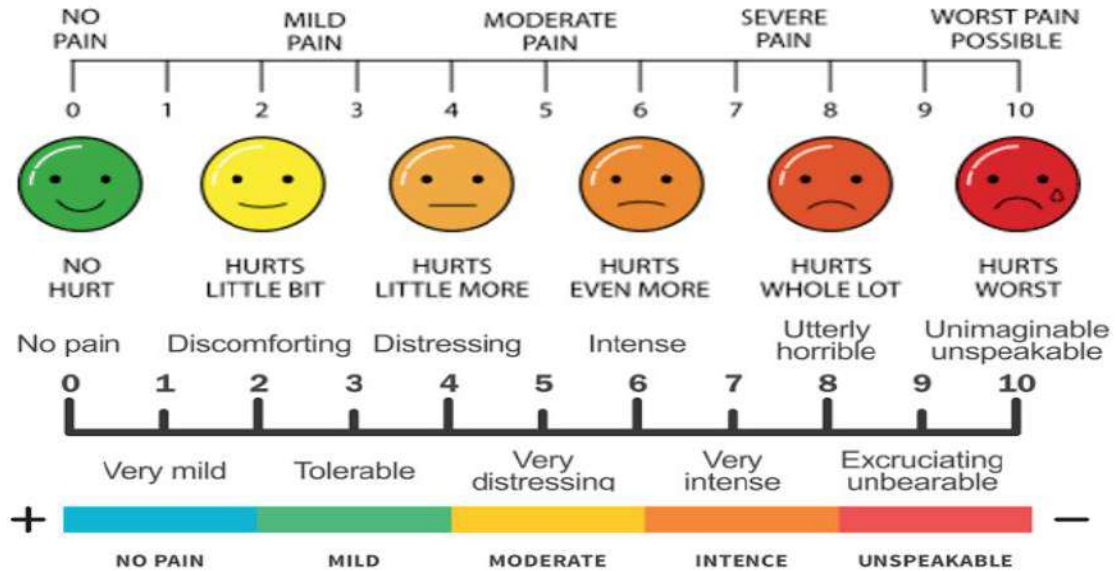 NO MILD MODERATE SEVERE WORST PAIN
PAIN PAIN PAIN PAIN POSSIBLE
0 1 2 3 4 5 6 7 8 9 10
NO HURTS HURTS HURTS HURTS HURTS
HURT LITTLE BIT LITTLE MORE EVEN MORE WHOLE LOT WORST
No pain Discomforting Distressing Intense Utterly horrible Unimaginable unspeakable
0 1 2 3 4 5 6 7 8 9 10
Very mild Tolerable Very distressing Very intense Excruciating unbearable
+ −
NO PAIN MILD MODERATE INTENCE UNSPEAKABLE